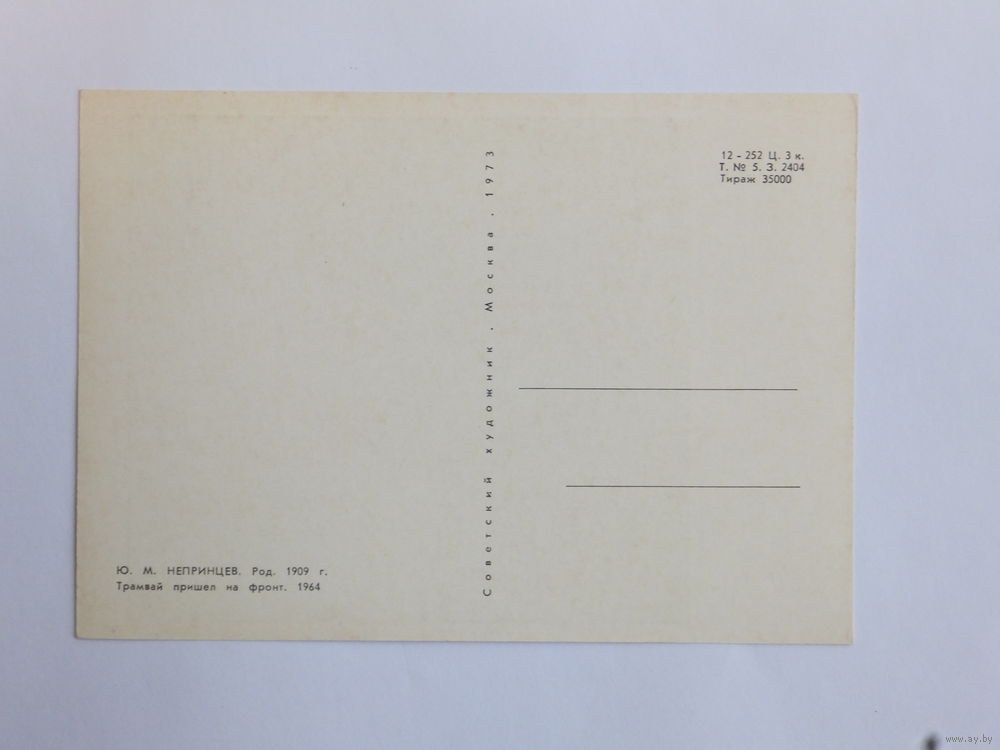 12 - 252 Ц. 3 к.
Т. № 5. З. 2404
Тираж 35000
Советский художник . Москва . 1973
Ю. М. НЕПРИНЦЕВ. Род. 1909 г.
Трамвай пришел на фронт. 1964
www.ay.by